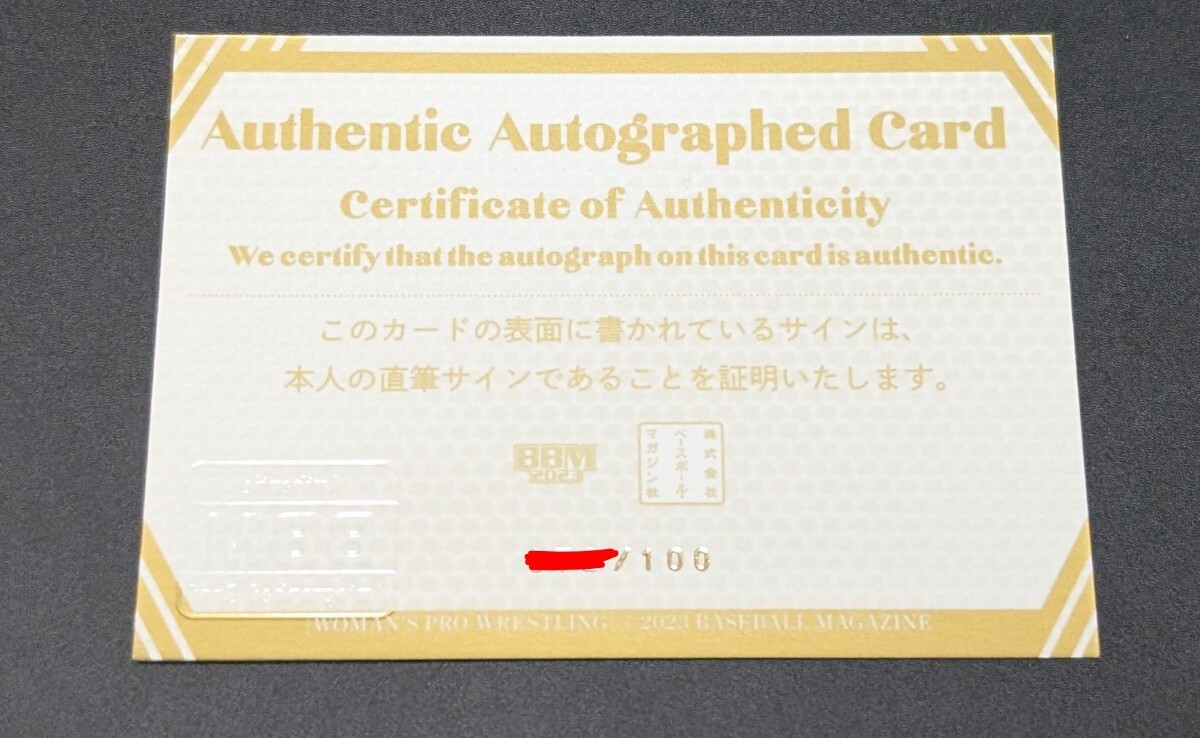 Authentic Autographed Card
Certificate of Authenticity
We certify that the autograph on this card is authentic.
このカードの表面に書かれているサインは、
本人の直筆サインであることを証明いたします。
BBM
2023
株式会社
ベースボール・
マガジン社
/100
WOMAN'S PRO WRESTLING 2023 BASEBALL MAGAZINE